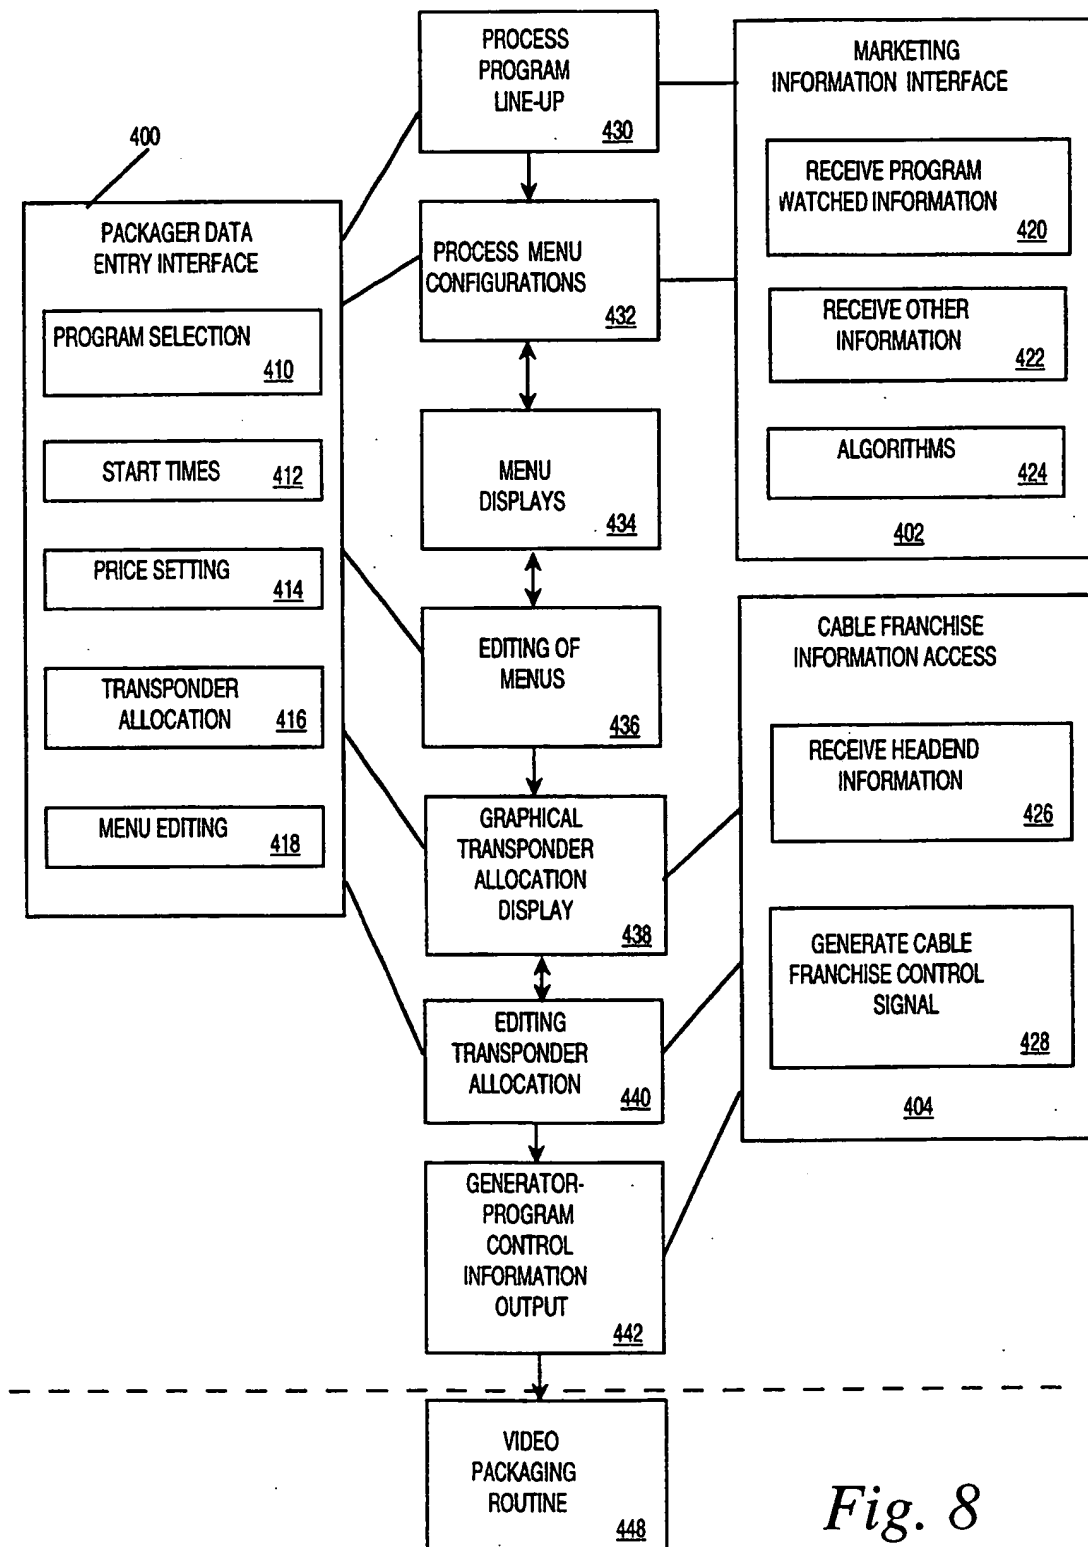 PROCESS
PROGRAM
LINE-UP
430
MARKETING
INFORMATION INTERFACE
RECEIVE PROGRAM
WATCHED INFORMATION
420
RECEIVE OTHER
INFORMATION
422
ALGORITHMS
424
402
400
PACKAGER DATA
ENTRY INTERFACE
PROGRAM SELECTION
410
START TIMES
412
PRICE SETTING
414
TRANSPONDER
ALLOCATION
416
MENU EDITING
418
PROCESS MENU
CONFIGURATIONS
432
MENU
DISPLAYS
434
EDITING OF
MENUS
436
GRAPHICAL
TRANSPONDER
ALLOCATION
DISPLAY
438
EDITING
TRANSPONDER
ALLOCATION
440
GENERATOR-
PROGRAM
CONTROL
INFORMATION
OUTPUT
442
CABLE FRANCHISE
INFORMATION ACCESS
RECEIVE HEADEND
INFORMATION
426
GENERATE CABLE
FRANCHISE CONTROL
SIGNAL
428
404
VIDEO
PACKAGING
ROUTINE
448
Fig. 8